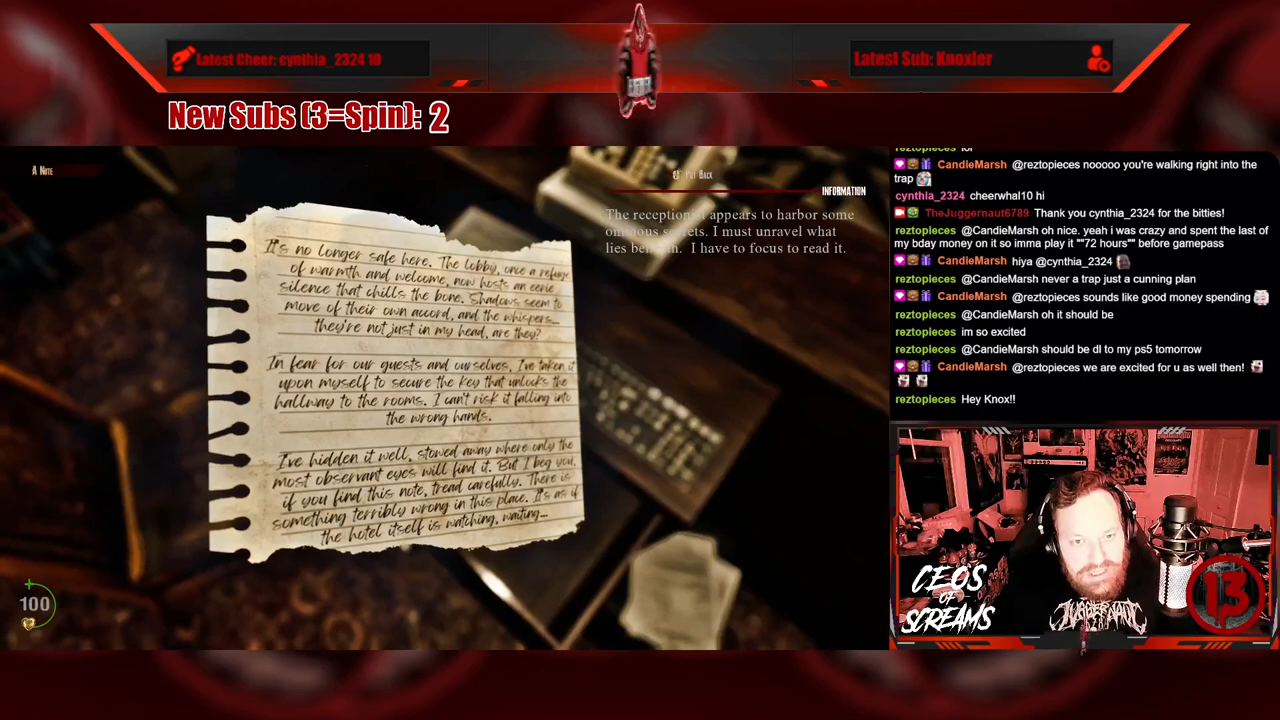 Latest Cheer: cynthia_2324 10
Latest Sub: Knoxler
New Subs (3=Spin): 2
A Note
Put Back
INFORMATION
The receptionist appears to harbor some
ominous secrets. I must unravel what
lies beneath. I have to focus to read it.
It's no longer safe here. The lobby, once a refuge
of warmth and welcome, now hosts an eerie
silence that chills the bone. Shadows seem to
move of their own accord, and the whispers...
they're not just in my head, are they?
In fear for our guests and ourselves, I've taken it
upon myself to secure the key that unlocks the
hallway to the rooms. I can't risk it falling into
the wrong hands.
I've hidden it well, stowed away where only the
most observant eyes will find it. But I beg you,
if you find this note, tread carefully. There is
something terribly wrong in this place. It's as if
the hotel itself is watching, waiting...
100
reztopieces lol
CandieMarsh @reztopieces nooooo you're walking right into the
trap
cynthia_2324 cheerwhal10 hi
TheJuggernaut6789 Thank you cynthia_2324 for the bitties!
reztopieces @CandieMarsh oh nice. yeah i was crazy and spent the last of
my bday money on it so imma play it ""72 hours"" before gamepass
CandieMarsh hiya @cynthia_2324
reztopieces @CandieMarsh never a trap just a cunning plan
CandieMarsh @reztopieces sounds like good money spending
reztopieces @CandieMarsh oh it should be
reztopieces im so excited
reztopieces @CandieMarsh should be dl to my ps5 tomorrow
CandieMarsh @reztopieces we are excited for u as well then!
reztopieces Hey Knox!!
CEOS
OF
SCREAMS
JUGGERNAUT
13